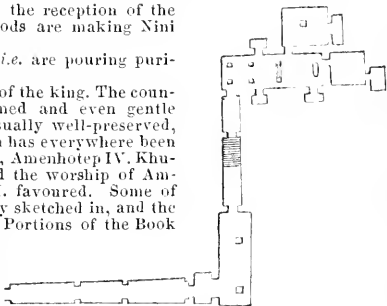 the reception of the
ods are making Nini
i.e. are pouring puri-
of the king. The coun-
ned and even gentle
sually well-preserved,
has everywhere been
, Amenhotep IV. Khu-
d the worship of Am-
favoured. Some of
y sketched in, and the
Portions of the Book